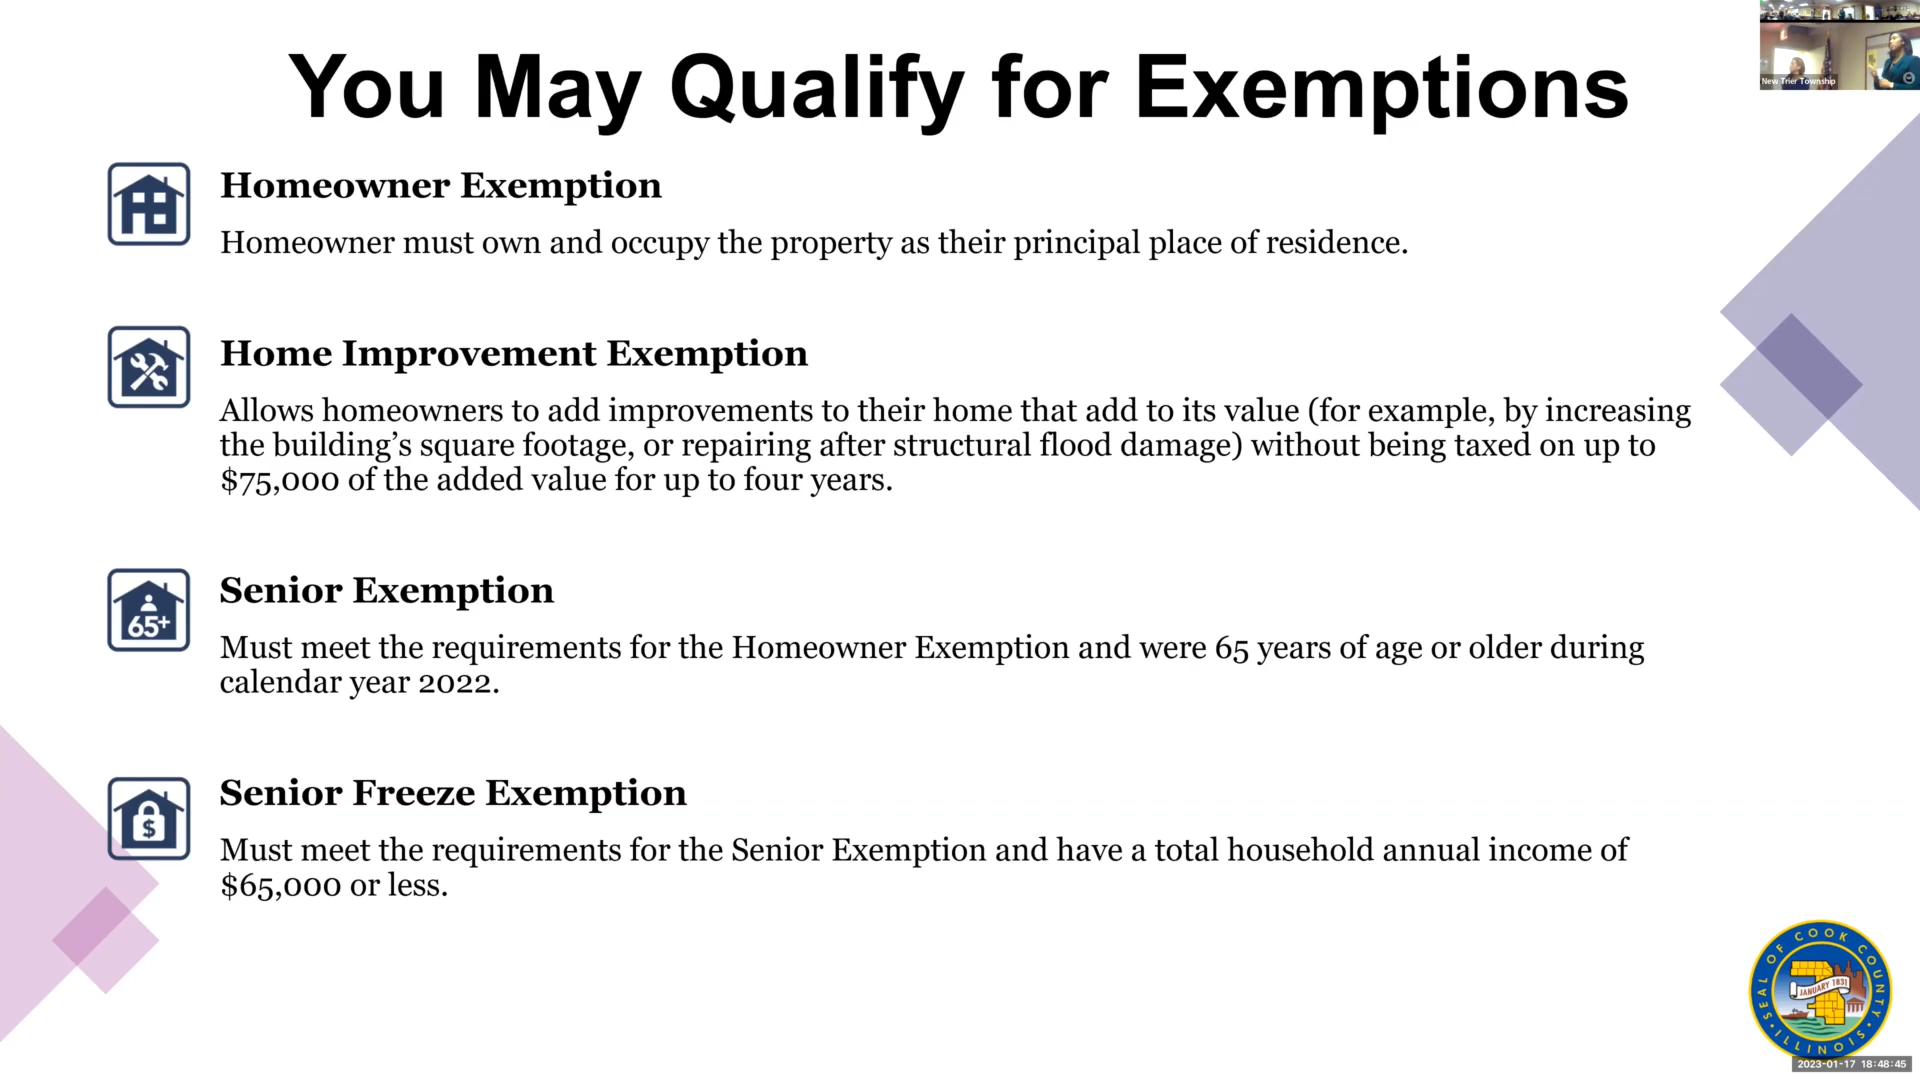 You May Qualify for Exemptions
New Trier Township
Homeowner Exemption
Homeowner must own and occupy the property as their principal place of residence.
Home Improvement Exemption
Allows homeowners to add improvements to their home that add to its value (for example, by increasing
the building’s square footage, or repairing after structural flood damage) without being taxed on up to
$75,000 of the added value for up to four years.
65+
Senior Exemption
Must meet the requirements for the Homeowner Exemption and were 65 years of age or older during
calendar year 2022.
$
Senior Freeze Exemption
Must meet the requirements for the Senior Exemption and have a total household annual income of
$65,000 or less.
SEAL OF COOK COUNTY
JANUARY 1831
ILLINOIS
2023-01-17 18:48:45